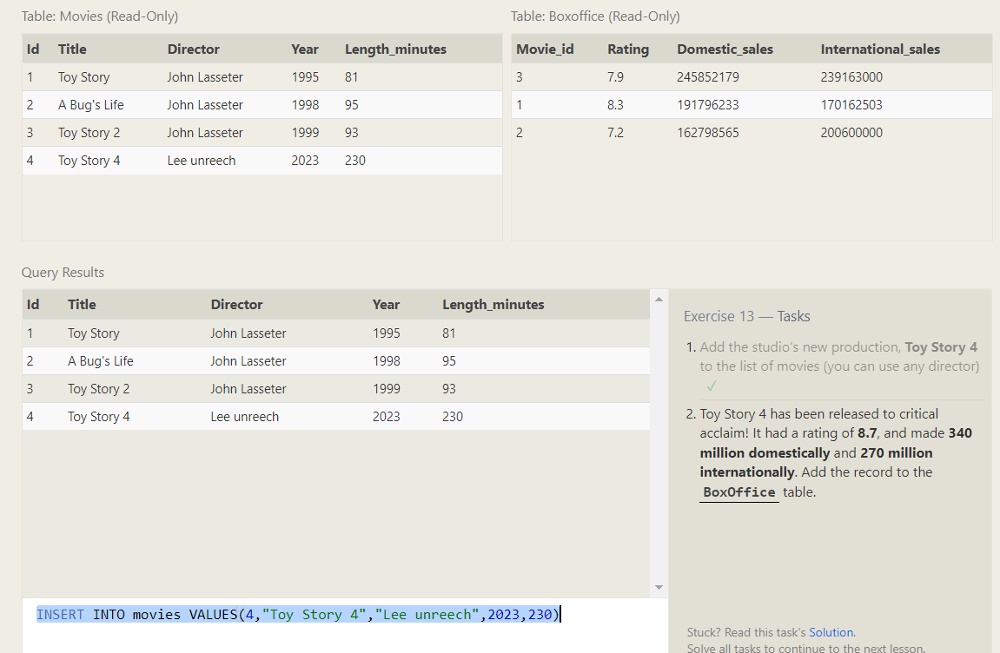 Table: Movies (Read-Only)
Id Title Director Year Length_minutes
1 Toy Story John Lasseter 1995 81
2 A Bug's Life John Lasseter 1998 95
3 Toy Story 2 John Lasseter 1999 93
4 Toy Story 4 Lee unreech 2023 230
Table: Boxoffice (Read-Only)
Movie_id Rating Domestic_sales International_sales
3 7.9 245852179 239163000
1 8.3 191796233 170162503
2 7.2 162798565 200600000
Query Results
Id Title Director Year Length_minutes
1 Toy Story John Lasseter 1995 81
2 A Bug's Life John Lasseter 1998 95
3 Toy Story 2 John Lasseter 1999 93
4 Toy Story 4 Lee unreech 2023 230
INSERT INTO movies VALUES(4,"Toy Story 4","Lee unreech",2023,230)
Exercise 13 — Tasks
1. Add the studio's new production, Toy Story 4
to the list of movies (you can use any director)
✓
2. Toy Story 4 has been released to critical
acclaim! It had a rating of 8.7, and made 340
million domestically and 270 million
internationally. Add the record to the
BoxOffice table.
Stuck? Read this task's Solution.
Solve all tasks to continue to the next lesson.